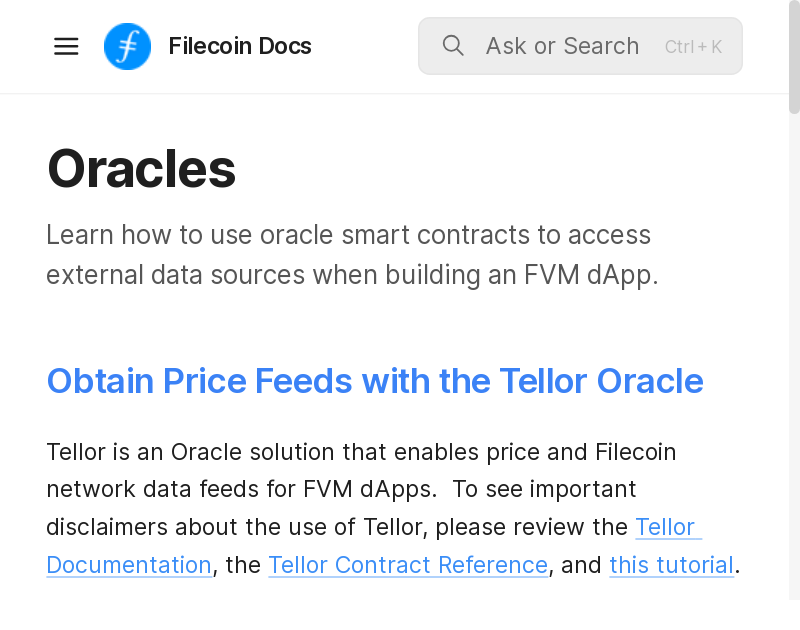 Filecoin Docs
Ask or Search Ctrl + K
Oracles
Learn how to use oracle smart contracts to access
external data sources when building an FVM dApp.
Obtain Price Feeds with the Tellor Oracle
Tellor is an Oracle solution that enables price and Filecoin
network data feeds for FVM dApps.  To see important
disclaimers about the use of Tellor, please review the Tellor
Documentation, the Tellor Contract Reference, and this tutorial.